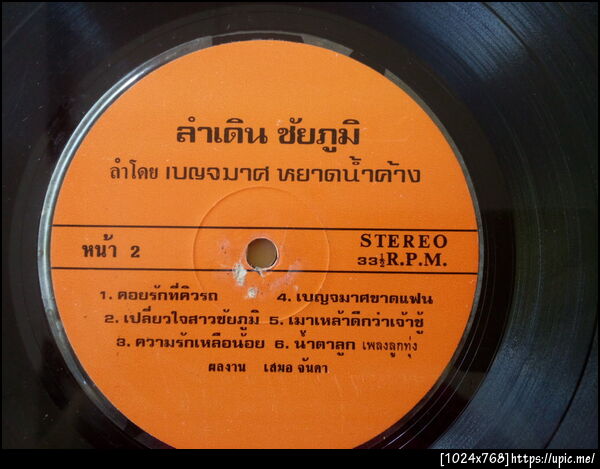 ลำเดิน ชัยภูมิ
ลำโดย เบญจมาศ หยาดน้ำค้าง
หน้า 2
STEREO
33½ R.P.M.
1. คอยรักที่คิวรถ 4. เบญจมาศขาดแฟน
2. เปลี่ยวใจสาวชัยภูมิ 5. เมาเหล้าดีกว่าเจ้าชู้
3. ความรักเหลือน้อย 6. น้ำตาลูก เพลงลูกทุ่ง
ผลงาน เสมอ จันดา
[1024x768]https://upic.me/